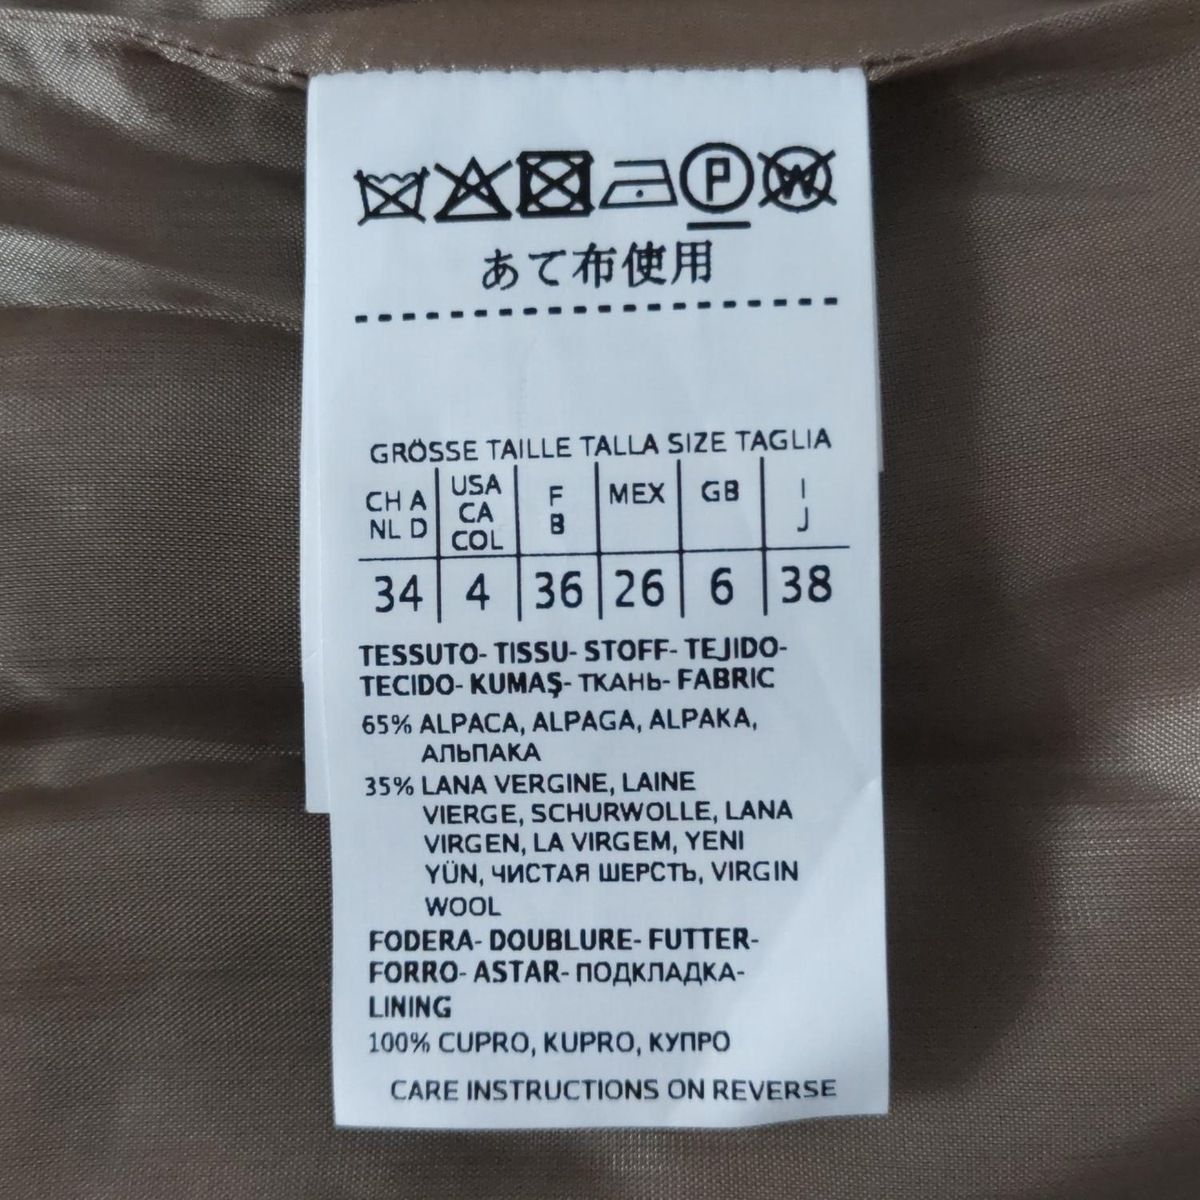 P W
あて布使用
GRÖSSE TAILLE TALLA SIZE TAGLIA
CH A NL D USA CA COL F B MEX GB I J
34 4 36 26 6 38
TESSUTO- TISSU- STOFF- TEJIDO-
TECIDO- KUMAŞ- ТКАНЬ- FABRIC
65% ALPACA, ALPAGA, ALPAKA,
АЛЬПАКА
35% LANA VERGINE, LAINE
VIERGE, SCHURWOLLE, LANA
VIRGEN, LA VIRGEM, YENI
YÜN, ЧИСТАЯ ШЕРСТЬ, VIRGIN
WOOL
FODERA- DOUBLURE- FUTTER-
FORRO- ASTAR- ПОДКЛАДКА-
LINING
100% CUPRO, KUPRO, КУПРО
CARE INSTRUCTIONS ON REVERSE